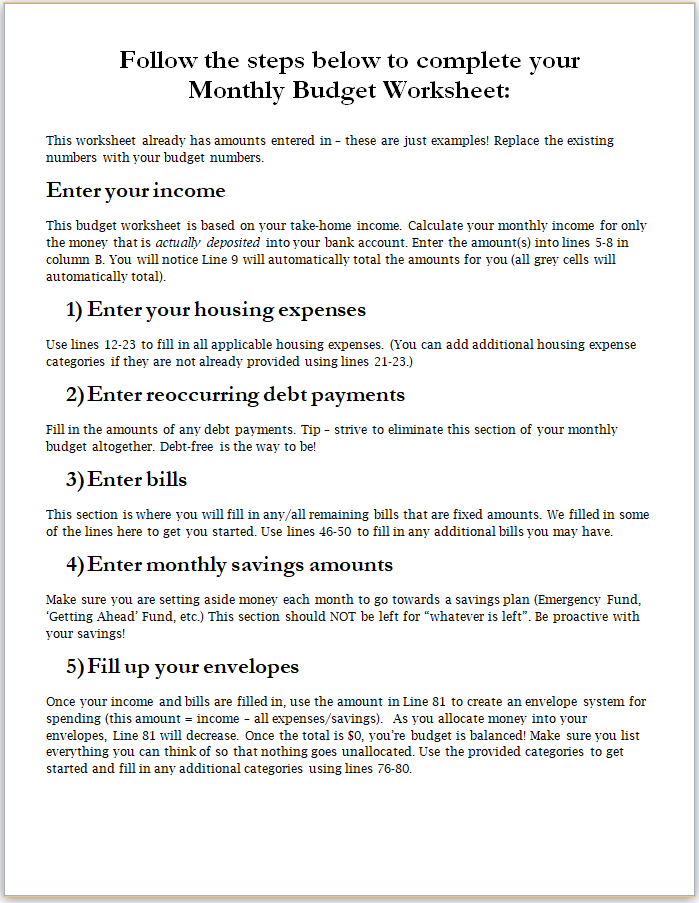 Follow the steps below to complete your
Monthly Budget Worksheet:
This worksheet already has amounts entered in – these are just examples! Replace the existing
numbers with your budget numbers.
Enter your income
This budget worksheet is based on your take-home income. Calculate your monthly income for only
the money that is actually deposited into your bank account. Enter the amount(s) into lines 5-8 in
column B. You will notice Line 9 will automatically total the amounts for you (all grey cells will
automatically total).
1) Enter your housing expenses
Use lines 12-23 to fill in all applicable housing expenses. (You can add additional housing expense
categories if they are not already provided using lines 21-23.)
2) Enter reoccurring debt payments
Fill in the amounts of any debt payments. Tip – strive to eliminate this section of your monthly
budget altogether. Debt-free is the way to be!
3) Enter bills
This section is where you will fill in any/all remaining bills that are fixed amounts. We filled in some
of the lines here to get you started. Use lines 46-50 to fill in any additional bills you may have.
4) Enter monthly savings amounts
Make sure you are setting aside money each month to go towards a savings plan (Emergency Fund,
‘Getting Ahead’ Fund, etc.) This section should NOT be left for “whatever is left”. Be proactive with
your savings!
5) Fill up your envelopes
Once your income and bills are filled in, use the amount in Line 81 to create an envelope system for
spending (this amount = income – all expenses/savings). As you allocate money into your
envelopes, Line 81 will decrease. Once the total is $0, you’re budget is balanced! Make sure you list
everything you can think of so that nothing goes unallocated. Use the provided categories to get
started and fill in any additional categories using lines 76-80.